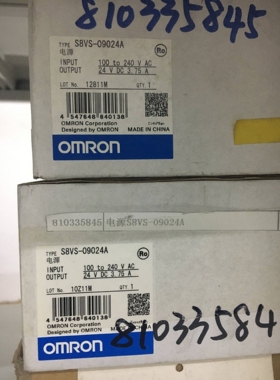 810335845
TYPE S8VS-09024A
电源
INPUT 100 to 240 V AC
OUTPUT 24 V DC 3.75 A
LOT No. 12811M QTY 1
4 547648 640138
OMRON Corporation
Designed by OMRON
MADE IN CHINA
OMRON
810335845 电源S8VS-09024A
TYPE S8VS-09024A
电源
INPUT 100 to 240 V AC
OUTPUT 24 V DC 3.75 A
LOT No. 10Z11M QTY 1
4 547648 640138
OMRON Corporation
Designed by OMRON
OMRON
81033584